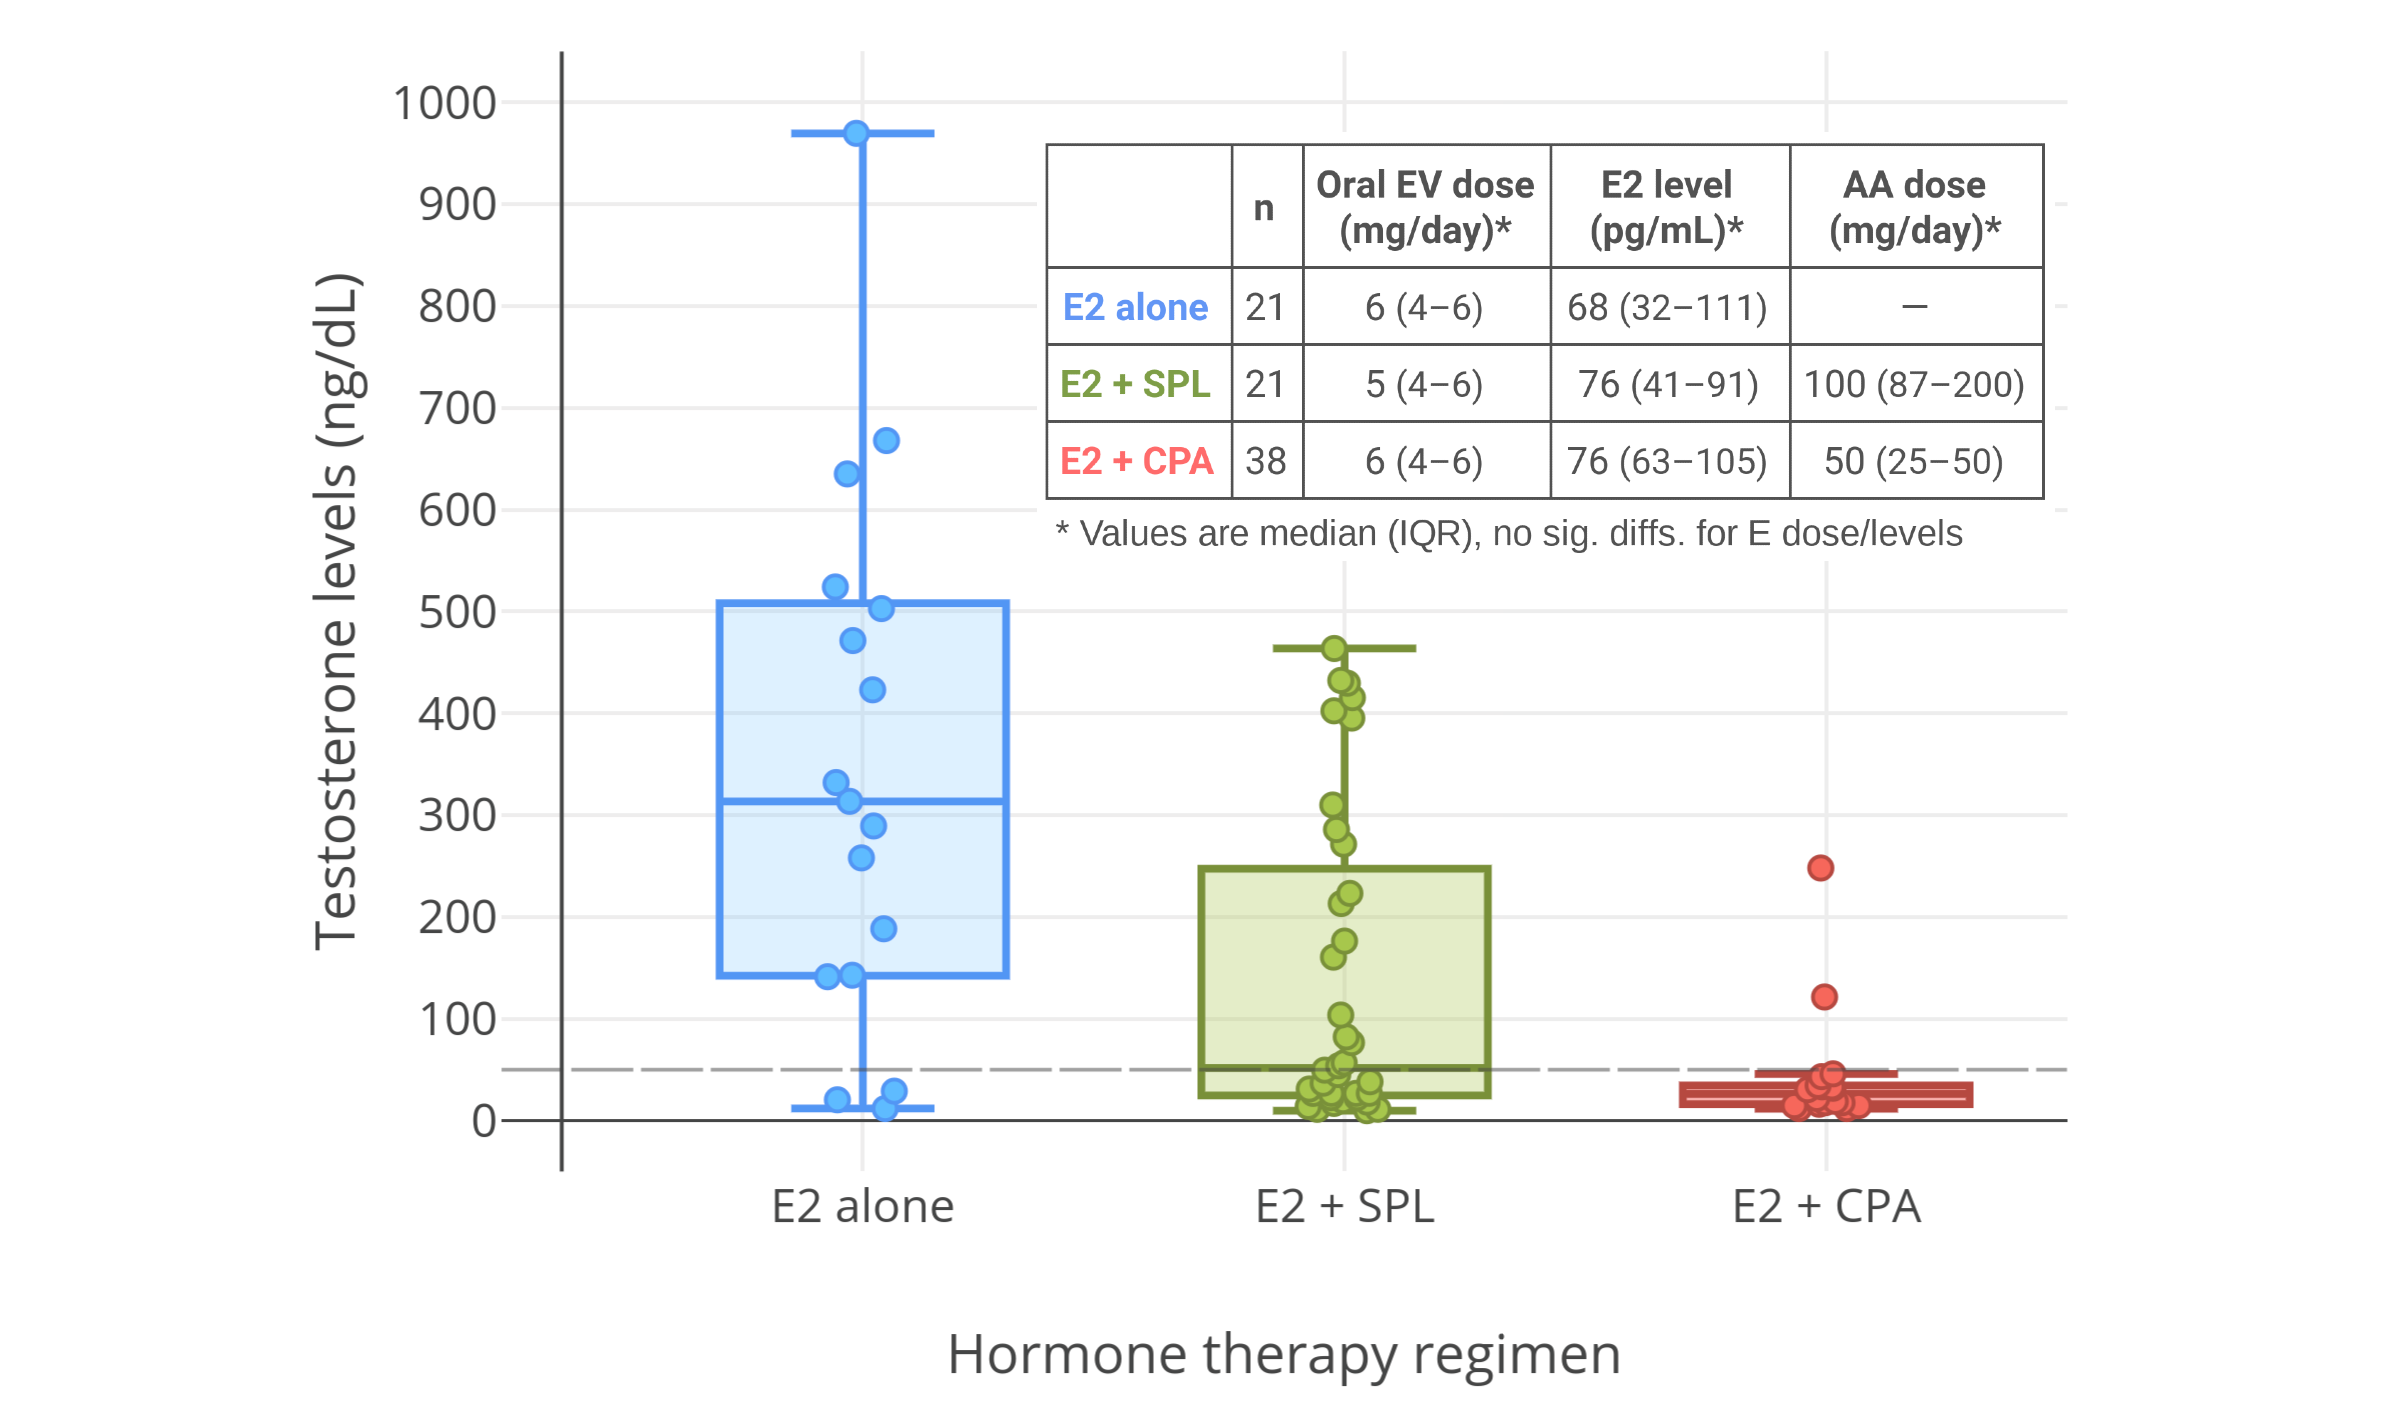 Testosterone levels (ng/dL)
1000
900
800
700
600
500
400
300
200
100
0
n
Oral EV dose
(mg/day)*
E2 level
(pg/mL)*
AA dose
(mg/day)*
E2 alone 21 6 (4–6) 68 (32–111) —
E2 + SPL 21 5 (4–6) 76 (41–91) 100 (87–200)
E2 + CPA 38 6 (4–6) 76 (63–105) 50 (25–50)
* Values are median (IQR), no sig. diffs. for E dose/levels
E2 alone
E2 + SPL
E2 + CPA
Hormone therapy regimen